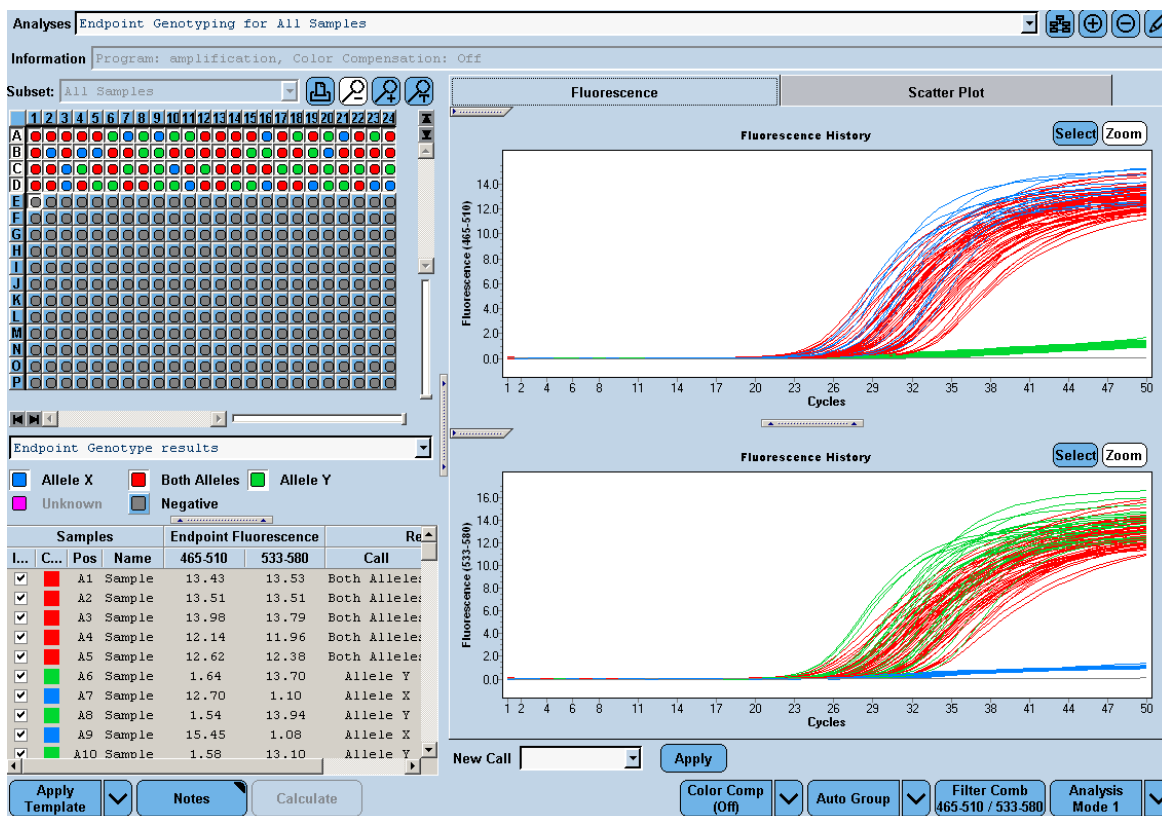 Analyses Endpoint Genotyping for All Samples
Information Program: amplification, Color Compensation: Off
Subset: All Samples
1 2 3 4 5 6 7 8 9 10 11 12 13 14 15 16 17 18 19 20 21 22 23 24
A
B
C
D
E
F
G
H
I
J
K
L
M
N
O
P
Endpoint Genotype results
Allele X Both Alleles Allele Y
Unknown Negative
Samples Endpoint Fluorescence Re
I... C... Pos Name 465-510 533-580 Call
A1 Sample 13.43 13.53 Both Alleles
A2 Sample 13.51 13.51 Both Alleles
A3 Sample 13.98 13.79 Both Alleles
A4 Sample 12.14 11.96 Both Alleles
A5 Sample 12.62 12.38 Both Alleles
A6 Sample 1.64 13.70 Allele Y
A7 Sample 12.70 1.10 Allele X
A8 Sample 1.54 13.94 Allele Y
A9 Sample 15.45 1.08 Allele X
A10 Sample 1.58 13.10 Allele Y
Fluorescence Scatter Plot
Fluorescence History
Select Zoom
Fluorescence (465-510)
14.0
12.0
10.0
8.0
6.0
4.0
2.0
0.0
1 2 4 6 8 11 14 17 20 23 26 29 32 35 38 41 44 47 50
Cycles
Fluorescence History
Select Zoom
Fluorescence (533-580)
16.0
14.0
12.0
10.0
8.0
6.0
4.0
2.0
0.0
1 2 4 6 8 11 14 17 20 23 26 29 32 35 38 41 44 47 50
Cycles
New Call Apply
Apply Template
Notes
Calculate
Color Comp (Off)
Auto Group
Filter Comb 465-510 / 533-580
Analysis Mode 1